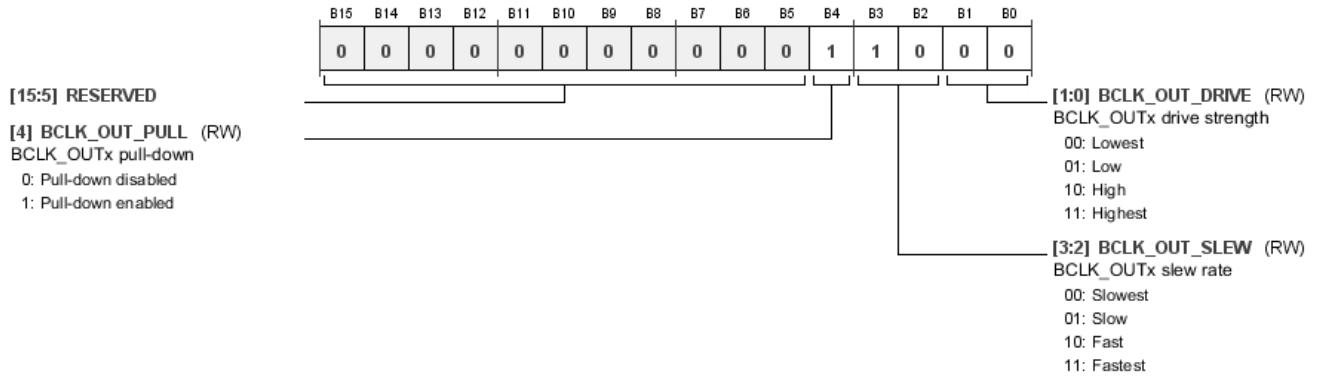 B15 B14 B13 B12 B11 B10 B9 B8 B7 B6 B5 B4 B3 B2 B1 B0
0 0 0 0 0 0 0 0 0 0 0 1 1 0 0 0
[15:5] RESERVED
[4] BCLK_OUT_PULL (RW)
BCLK_OUTx pull-down
0: Pull-down disabled
1: Pull-down enabled
[1:0] BCLK_OUT_DRIVE (RW)
BCLK_OUTx drive strength
00: Lowest
01: Low
10: High
11: Highest
[3:2] BCLK_OUT_SLEW (RW)
BCLK_OUTx slew rate
00: Slowest
01: Slow
10: Fast
11: Fastest